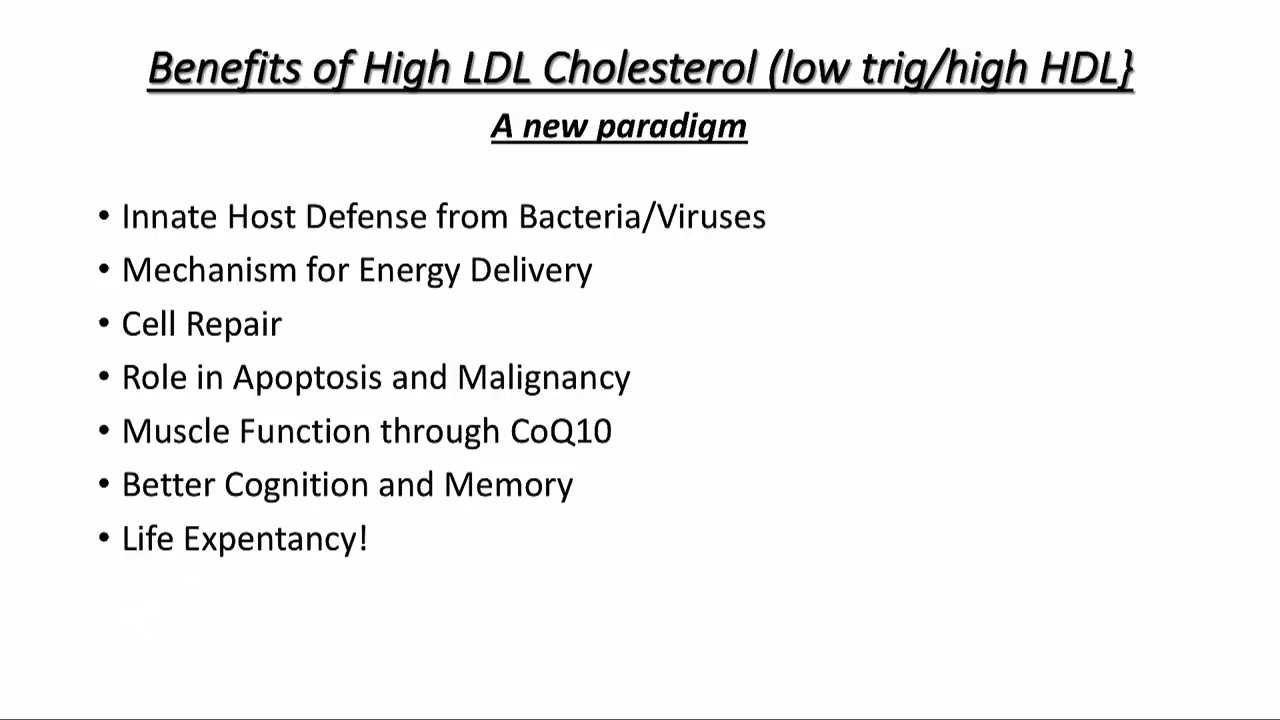 Benefits of High LDL Cholesterol (low trig/high HDL}
A new paradigm
• Innate Host Defense from Bacteria/Viruses
• Mechanism for Energy Delivery
• Cell Repair
• Role in Apoptosis and Malignancy
• Muscle Function through CoQ10
• Better Cognition and Memory
• Life Expentancy!